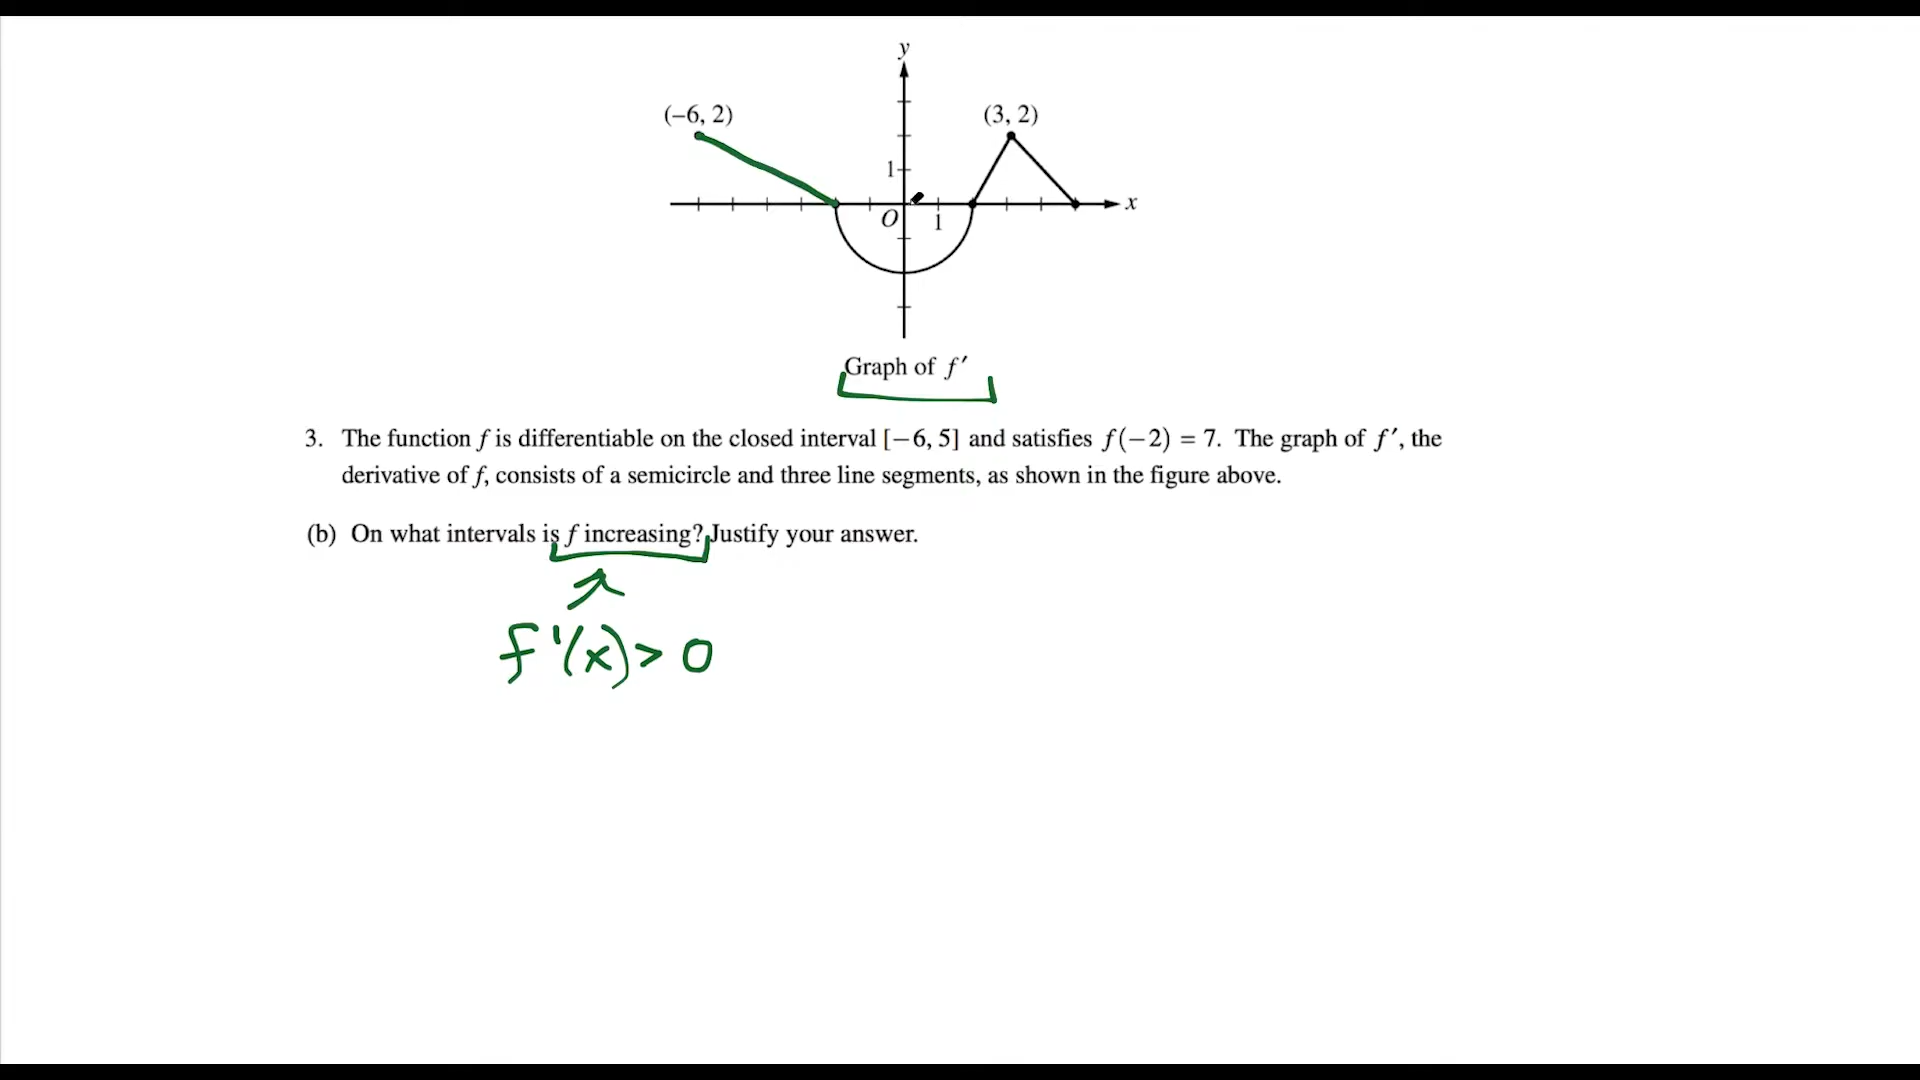 y
(−6, 2)
(3, 2)
1
x
O
1
Graph of f′
3. The function f is differentiable on the closed interval [−6, 5] and satisfies f(−2) = 7. The graph of f′, the
derivative of f, consists of a semicircle and three line segments, as shown in the figure above.
(b) On what intervals is f increasing? Justify your answer.
f'(x) > 0